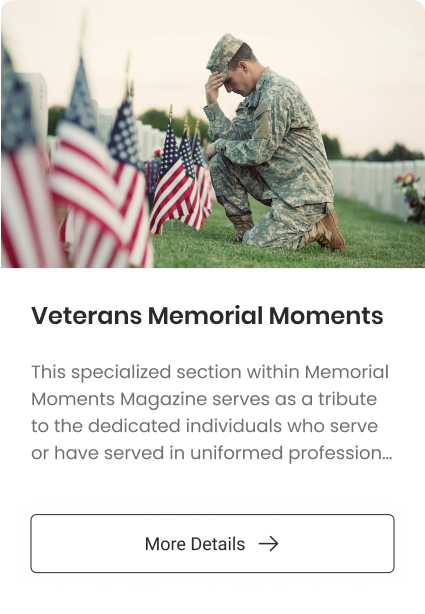 Veterans Memorial Moments
This specialized section within Memorial
Moments Magazine serves as a tribute
to the dedicated individuals who serve
or have served in uniformed profession...
More Details